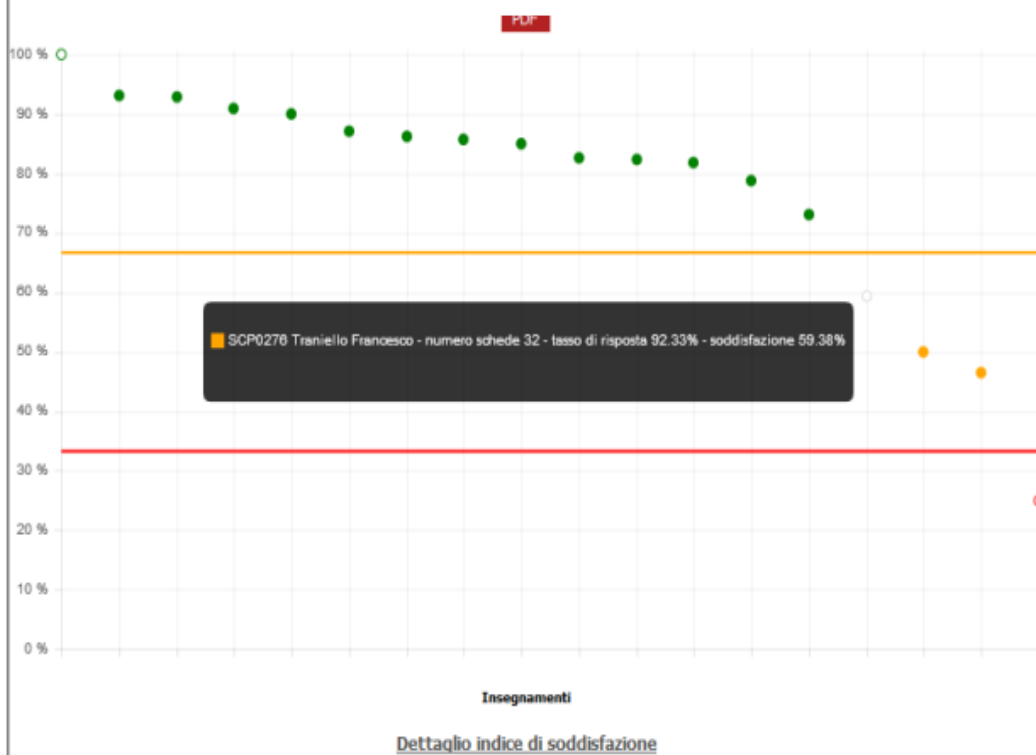 PDF
100 %
90 %
80 %
70 %
60 %
50 %
40 %
30 %
20 %
10 %
0 %
SCP0276 Traniello Francesco - numero schede 32 - tasso di risposta 92.33% - soddisfazione 59.38%
Insegnamenti
Dettaglio indice di soddisfazione